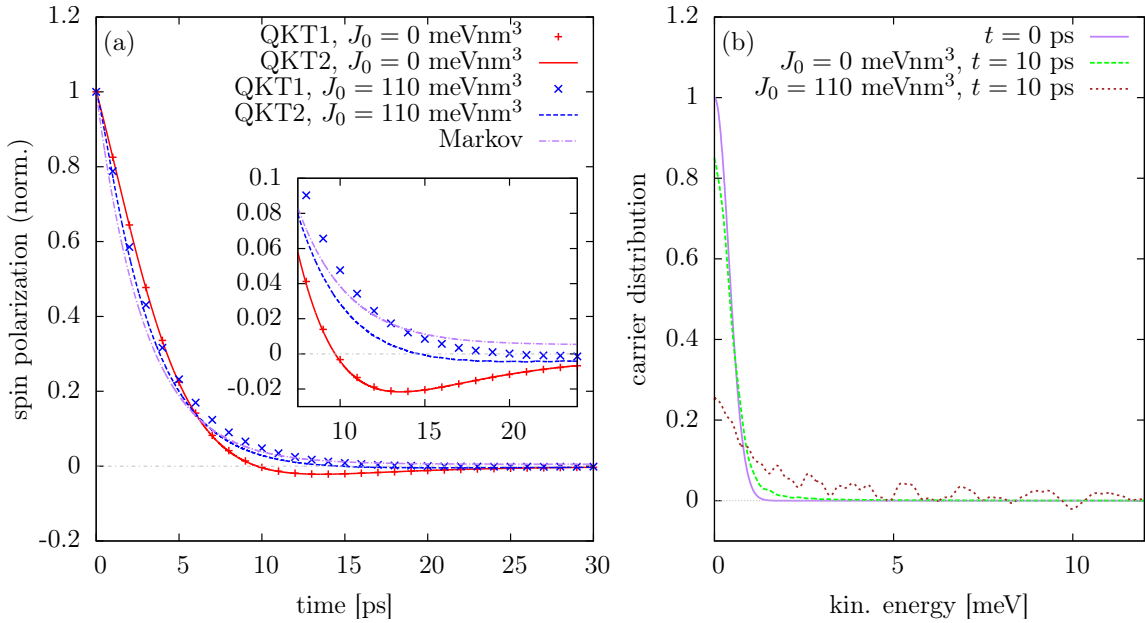 (a)
QKT1, J₀ = 0 meVnm³
QKT2, J₀ = 0 meVnm³
QKT1, J₀ = 110 meVnm³
QKT2, J₀ = 110 meVnm³
Markov
spin polarization (norm.)
1.2
1
0.8
0.6
0.4
0.2
0
-0.2
0.1
0.08
0.06
0.04
0.02
0
-0.02
10
15
20
0
5
10
15
20
25
30
time [ps]
(b)
t = 0 ps
J₀ = 0 meVnm³, t = 10 ps
J₀ = 110 meVnm³, t = 10 ps
carrier distribution
1.2
1
0.8
0.6
0.4
0.2
0
0
5
10
kin. energy [meV]